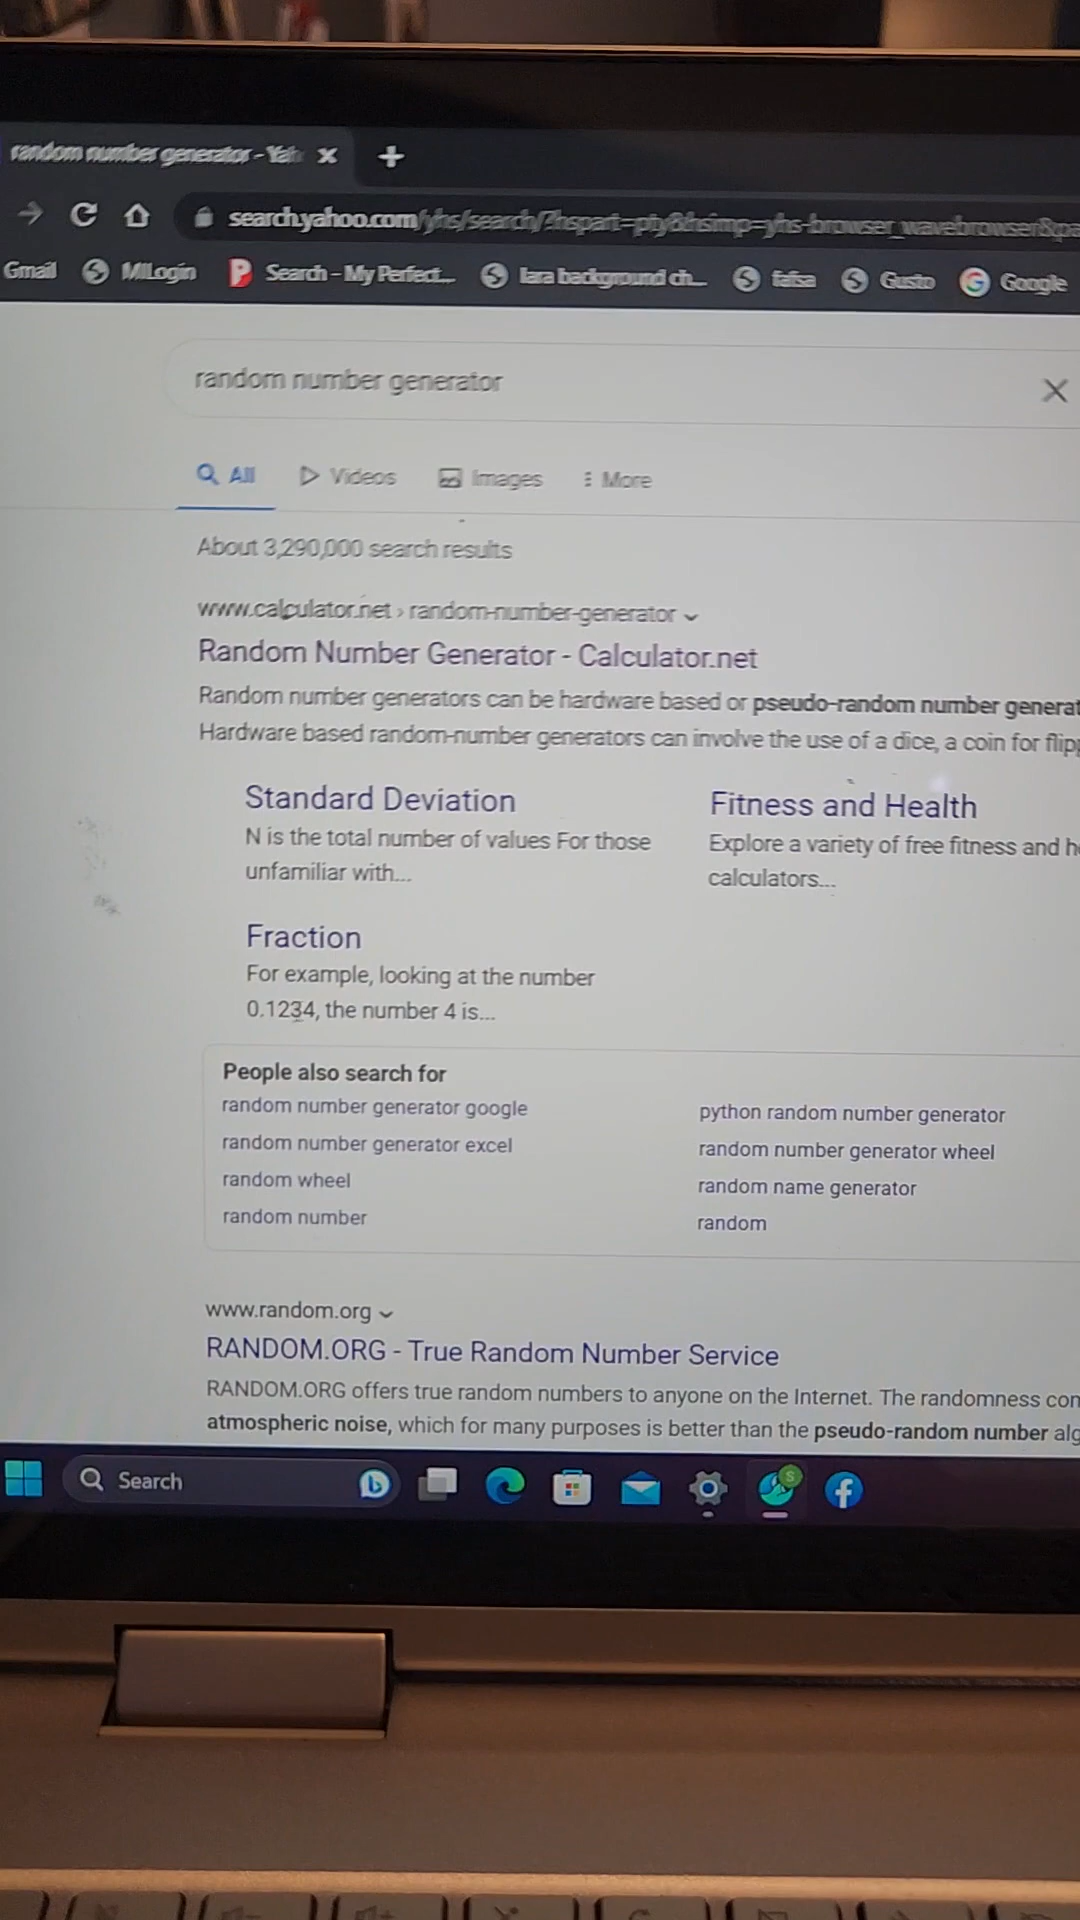 random number generator - Yah
searchyahoo.com/yhs/search/?hspart=pty&hsimp=yhs-browser_wavebrowser&pa
Gmail MILogin Search - My Perfect... lara background ch... fafsa Gusto Google
random number generator
All Videos Images More
About 3,290,000 search results
www.calculator.net › random-number-generator
Random Number Generator - Calculator.net
Random number generators can be hardware based or pseudo-random number generat
Hardware based random-number generators can involve the use of a dice, a coin for flipp
Standard Deviation Fitness and Health
N is the total number of values For those Explore a variety of free fitness and he
unfamiliar with... calculators...
Fraction
For example, looking at the number
0.1234, the number 4 is...
People also search for
random number generator google python random number generator
random number generator excel random number generator wheel
random wheel random name generator
random number random
www.random.org
RANDOM.ORG - True Random Number Service
RANDOM.ORG offers true random numbers to anyone on the Internet. The randomness com
atmospheric noise, which for many purposes is better than the pseudo-random number alg
Search